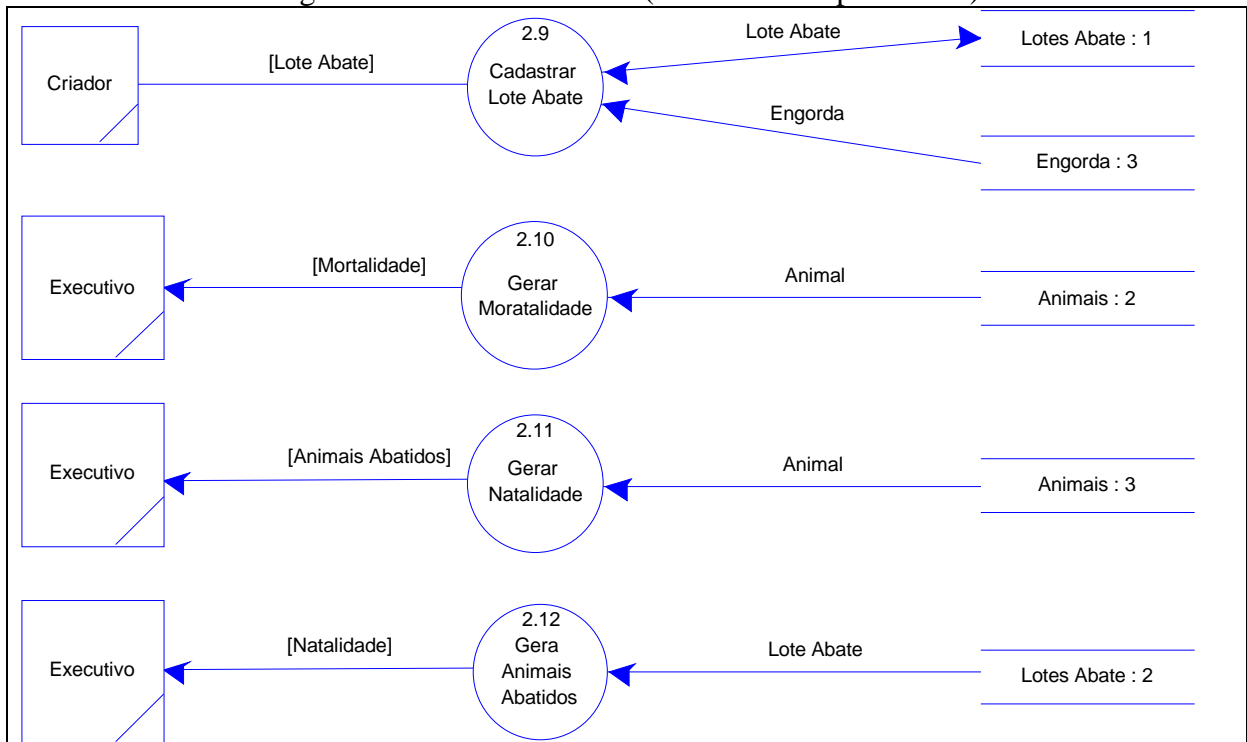 Criador
[Lote Abate]
2.9
Cadastrar
Lote Abate
Lote Abate
Lotes Abate : 1
Engorda
Engorda : 3
Executivo
[Mortalidade]
2.10
Gerar
Moratalidade
Animal
Animais : 2
Executivo
[Animais Abatidos]
2.11
Gerar
Natalidade
Animal
Animais : 3
Executivo
[Natalidade]
2.12
Gera
Animais
Abatidos
Lote Abate
Lotes Abate : 2